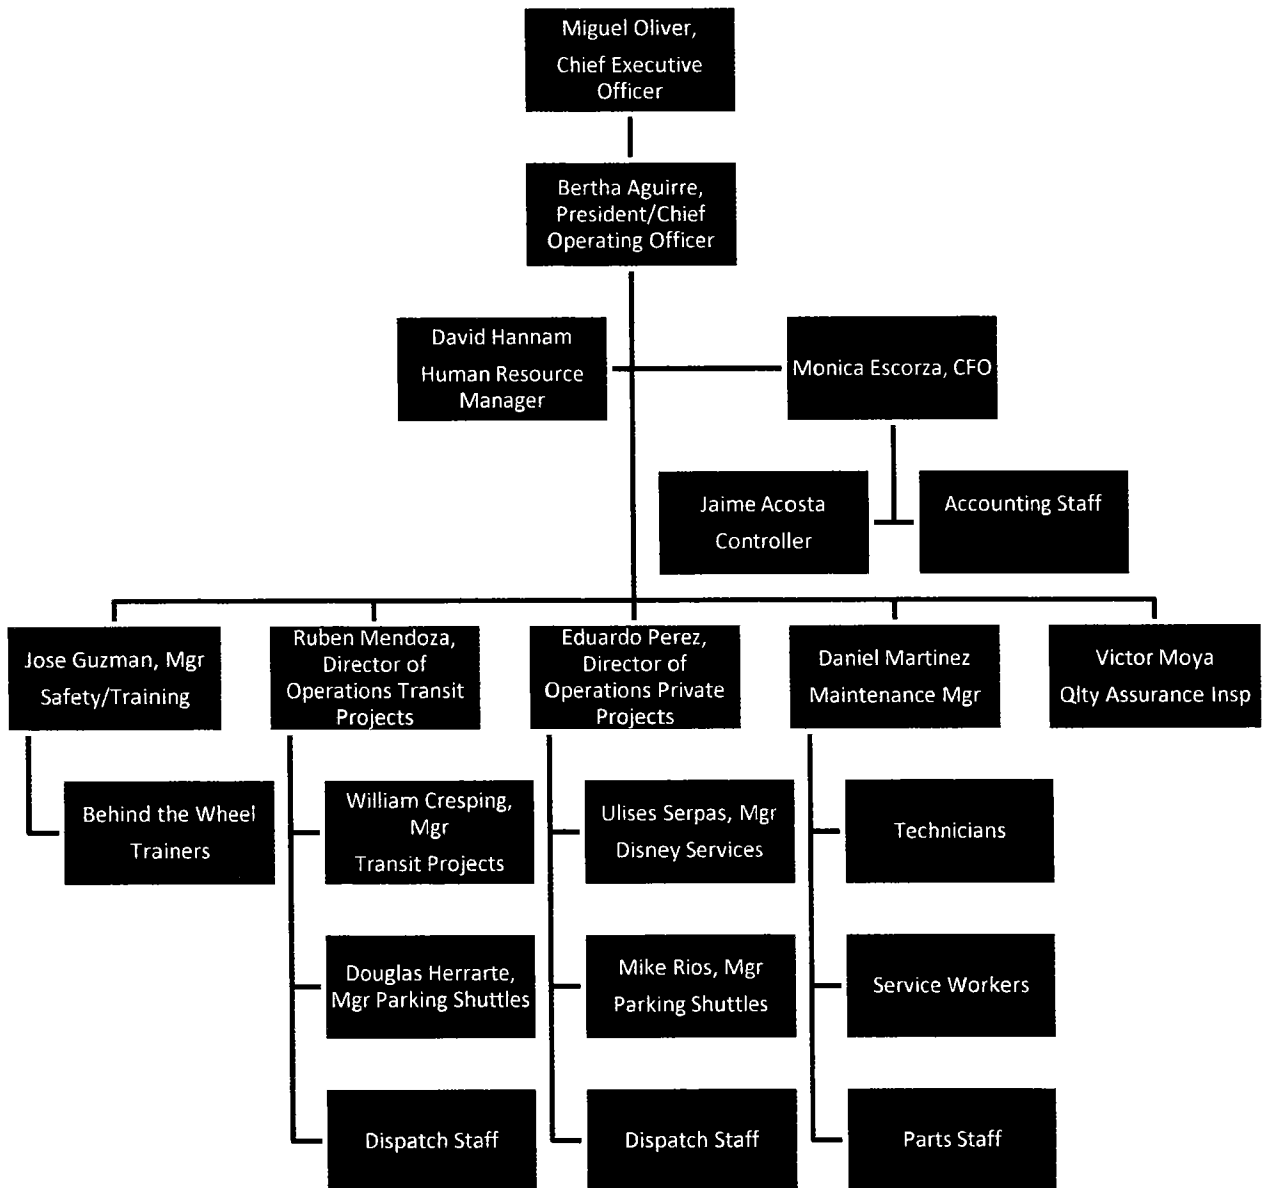 Miguel Oliver,
Chief Executive
Officer
Bertha Aguirre,
President/Chief
Operating Officer
David Hannam
Human Resource
Manager
Monica Escorza, CFO
Jaime Acosta
Controller
Accounting Staff
Jose Guzman, Mgr
Safety/Training
Ruben Mendoza,
Director of
Operations Transit
Projects
Eduardo Perez,
Director of
Operations Private
Projects
Daniel Martinez
Maintenance Mgr
Victor Moya
Qlty Assurance Insp
Behind the Wheel
Trainers
William Cresping,
Mgr
Transit Projects
Ulises Serpas, Mgr
Disney Services
Technicians
Douglas Herrarte,
Mgr Parking Shuttles
Mike Rios, Mgr
Parking Shuttles
Service Workers
Dispatch Staff
Dispatch Staff
Parts Staff